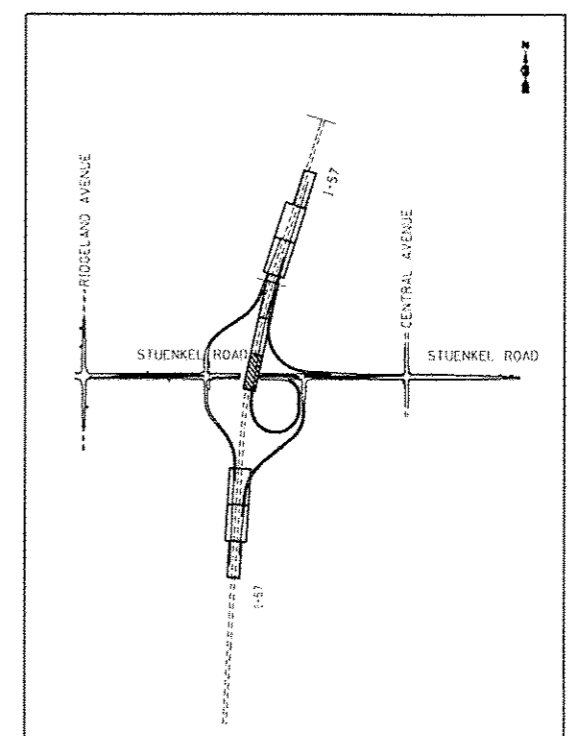 N
I-57
RIDGELAND AVENUE
CENTRAL AVENUE
STUENKEL ROAD
STUENKEL ROAD
I-57